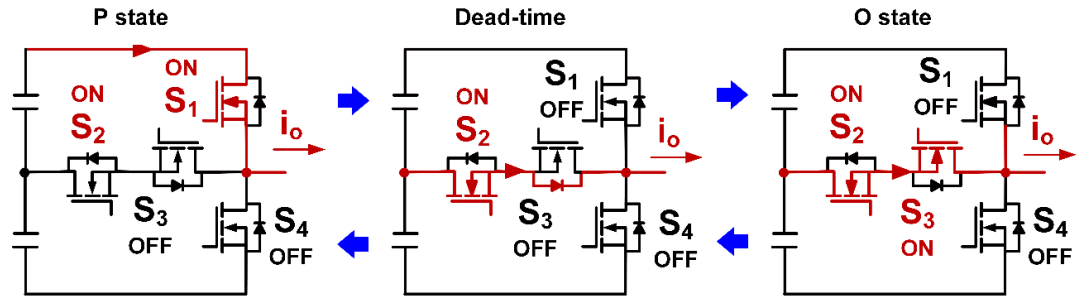 P state
Dead-time
O state
ON
S1
ON
S2
io
S3
OFF
S4
OFF
S1
OFF
ON
S2
io
S3
OFF
S4
OFF
S1
OFF
ON
S2
io
S3
ON
S4
OFF